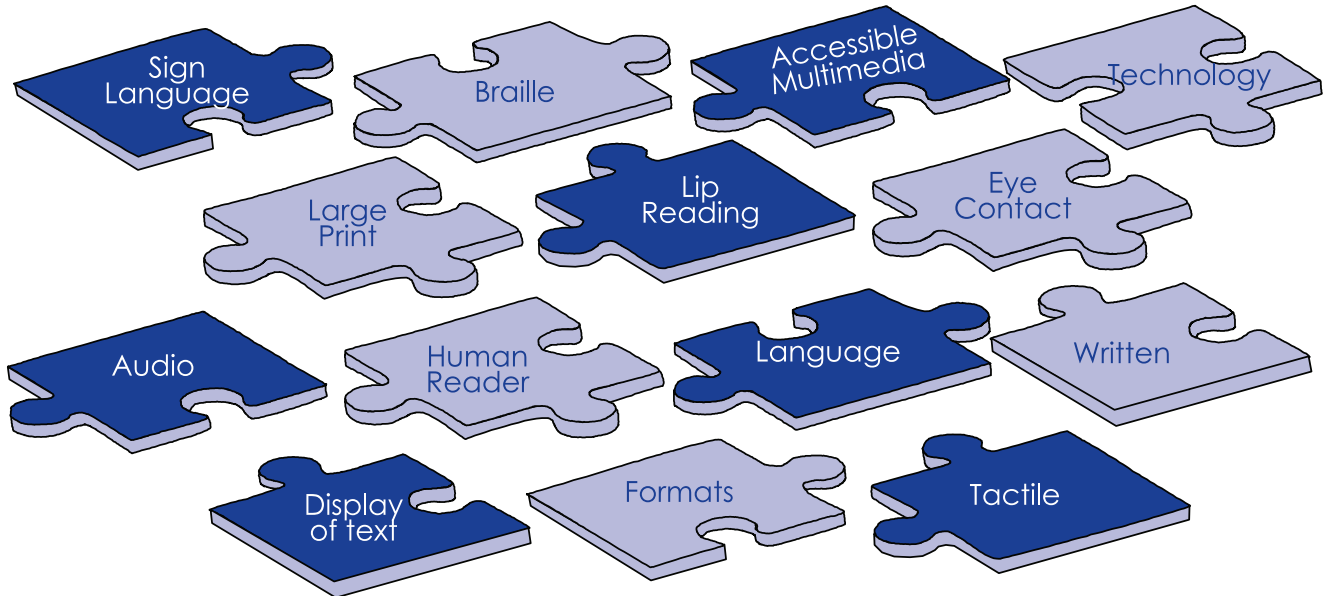 Sign
Language
Braille
Accessible
Multimedia
Technology
Large
Print
Lip
Reading
Eye
Contact
Audio
Human
Reader
Language
Written
Display
of text
Formats
Tactile